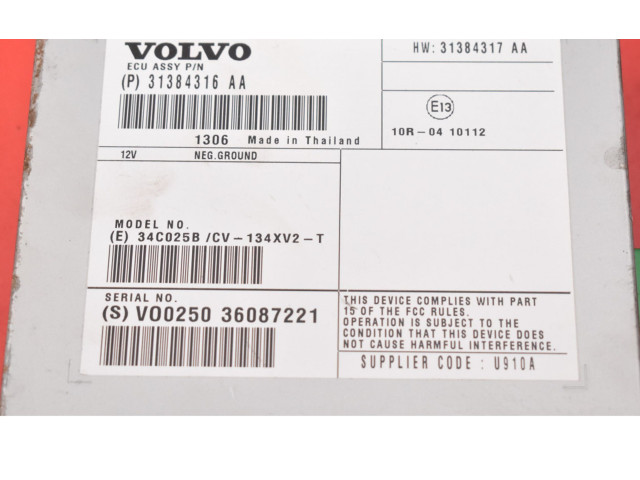 VOLVO
ECU ASSY P/N
(P) 31384316 AA
HW: 31384317 AA
E13
10R-04 10112
1306 Made in Thailand
12V NEG.GROUND
MODEL NO.
(E) 34C025B /CV-134XV2-T
SERIAL NO.
(S) VO0250 36087221
THIS DEVICE COMPLIES WITH PART
15 OF THE FCC RULES.
OPERATION IS SUBJECT TO THE
CONDITION THAT THIS DEVICE DOES
NOT CAUSE HARMFUL INTERFERENCE.
SUPPLIER CODE : U910A